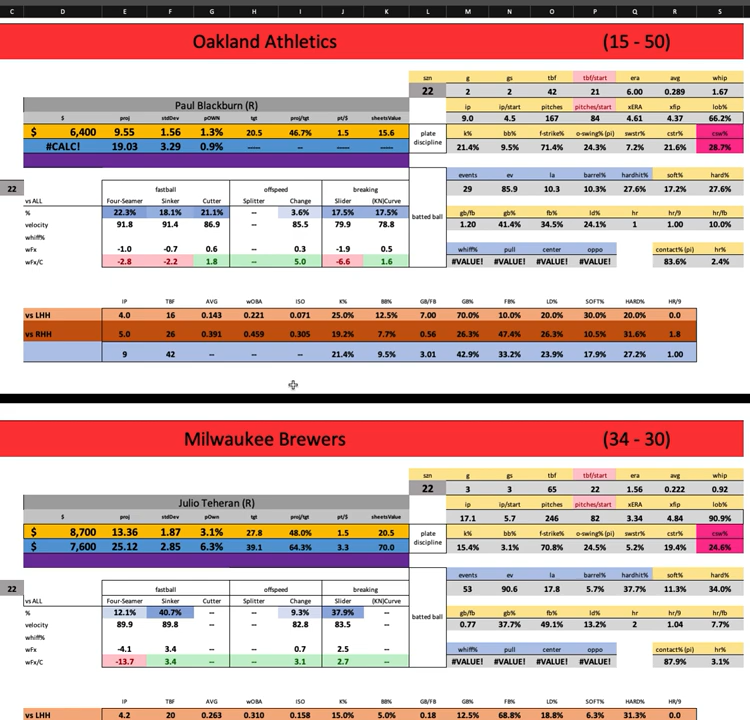 C D E F G H I J K L M N O P Q R S
Oakland Athletics (15 - 50)
szn g gs tbf tbf/start era avg whip
22 2 2 42 21 6.00 0.289 1.67
Paul Blackburn (R) ip ip/start pitches pitches/start xERA xfip lob%
$ proj stdDev pOWN tgt proj/tgt pt/$ sheetsValue 9.0 4.5 167 84 4.61 4.37 66.2%
$ 6,400 9.55 1.56 1.3% 20.5 46.7% 1.5 15.6 plate discipline k% bb% f-strike% o-swing% (pi) swstr% cstr% csw%
#CALC! 19.03 3.29 0.9% ----- ----- -- ---- 21.4% 9.5% 71.4% 24.3% 7.2% 21.6% 28.7%
events ev la barrel% hardhit% soft% hard%
22 fastball offspeed breaking 29 85.9 10.3 10.3% 27.6% 17.2% 27.6%
vs ALL Four-Seamer Sinker Cutter Splitter Change Slider (KN)Curve
% 22.3% 18.1% 21.1% -- 3.6% 17.5% 17.5% batted ball gb/fb gb% fb% ld% hr hr/9 hr/fb
velocity 91.8 91.4 86.9 -- 85.5 79.9 78.8 1.20 41.4% 34.5% 24.1% 1 1.00 10.0%
whiff%
wFx -1.0 -0.7 0.6 -- 0.3 -1.9 0.5 whiff% pull center oppo contact% (pi) hr%
wFx/C -2.8 -2.2 1.8 -- 5.0 -6.6 1.6 #VALUE! #VALUE! #VALUE! #VALUE! 83.6% 2.4%
IP TBF AVG wOBA ISO K% BB% GB/FB GB% FB% LD% SOFT% HARD% HR/9
vs LHH 4.0 16 0.143 0.221 0.071 25.0% 12.5% 7.00 70.0% 10.0% 20.0% 30.0% 20.0% 0.0
vs RHH 5.0 26 0.391 0.459 0.305 19.2% 7.7% 0.56 26.3% 47.4% 26.3% 10.5% 31.6% 1.8
9 42 -- -- -- 21.4% 9.5% 3.01 42.9% 33.2% 23.9% 17.9% 27.2% 1.00
Milwaukee Brewers (34 - 30)
szn g gs tbf tbf/start era avg whip
22 3 3 65 22 1.56 0.222 0.92
Julio Teheran (R) ip ip/start pitches pitches/start xERA xfip lob%
$ proj stdDev pOwn tgt proj/tgt pt/$ sheetsValue 17.1 5.7 246 82 3.34 4.84 90.9%
$ 8,700 13.36 1.87 3.1% 27.8 48.0% 1.5 20.5 plate discipline k% bb% f-strike% o-swing% (pi) swstr% cstr% csw%
$ 7,600 25.12 2.85 6.3% 39.1 64.3% 3.3 70.0 15.4% 3.1% 70.8% 24.5% 5.2% 19.4% 24.6%
events ev la barrel% hardhit% soft% hard%
22 fastball offspeed breaking 53 90.6 17.8 5.7% 37.7% 11.3% 34.0%
vs ALL Four-Seamer Sinker Cutter Splitter Change Slider (KN)Curve
% 12.1% 40.7% -- -- 9.3% 37.9% -- batted ball gb/fb gb% fb% ld% hr hr/9 hr/fb
velocity 89.9 89.8 -- -- 82.8 83.5 -- 0.77 37.7% 49.1% 13.2% 2 1.04 7.7%
whiff%
wFx -4.1 3.4 -- -- 0.7 2.5 -- whiff% pull center oppo contact% (pi) hr%
wFx/C -13.7 3.4 -- -- 3.1 2.7 -- #VALUE! #VALUE! #VALUE! #VALUE! 87.9% 3.1%
IP TBF AVG wOBA ISO K% BB% GB/FB GB% FB% LD% SOFT% HARD% HR/9
vs LHH 4.2 20 0.263 0.310 0.158 15.0% 5.0% 0.18 12.5% 68.8% 18.8% 6.3% 31.3% 0.0